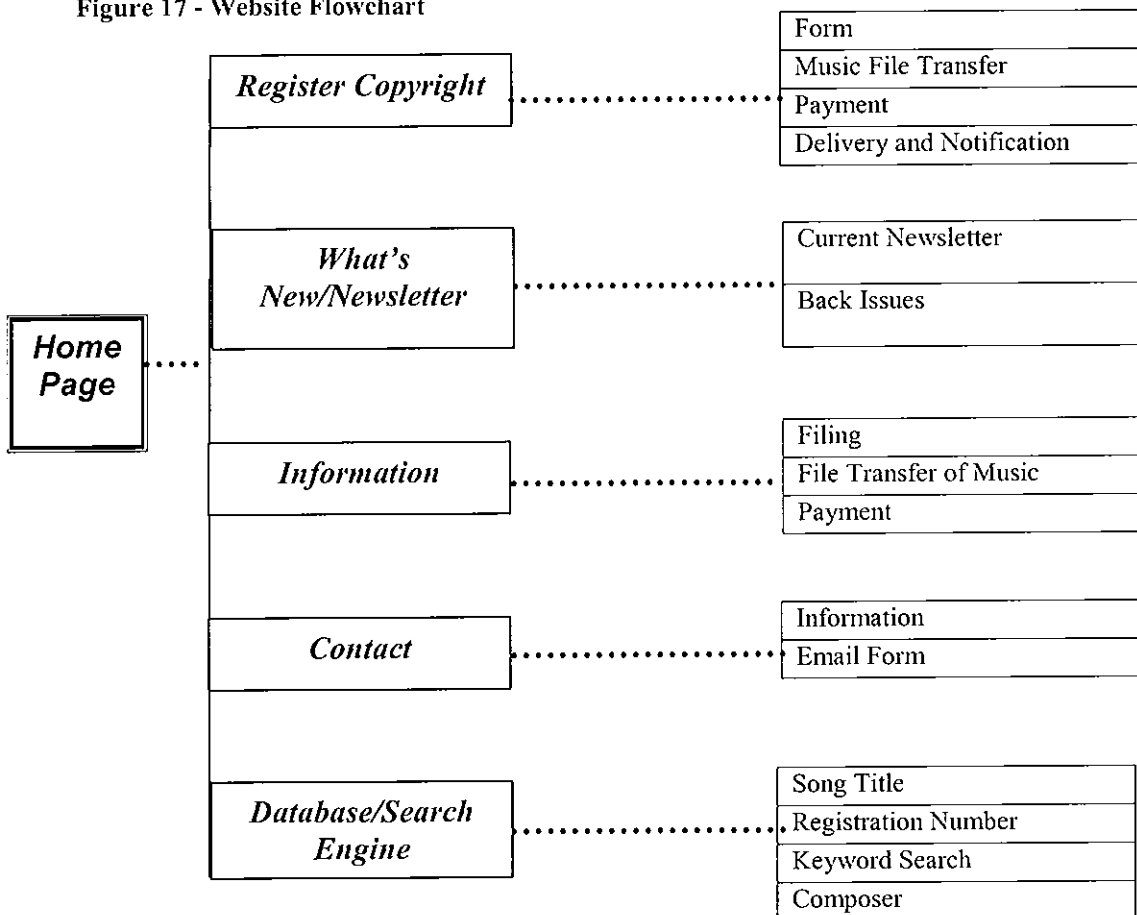 Figure 17 - Website Flowchart
Home
Page
Register Copyright
Form
Music File Transfer
Payment
Delivery and Notification
What's
New/Newsletter
Current Newsletter
Back Issues
Information
Filing
File Transfer of Music
Payment
Contact
Information
Email Form
Database/Search
Engine
Song Title
Registration Number
Keyword Search
Composer